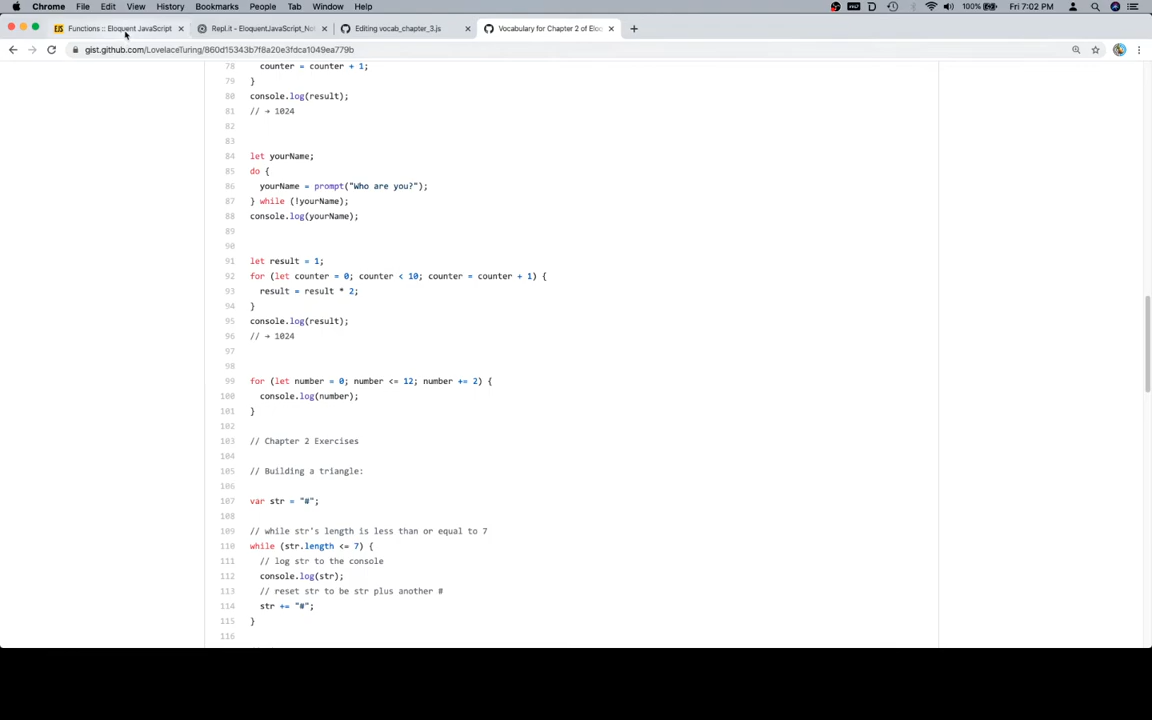 Chrome File Edit View History Bookmarks People Tab Window Help 100% Fri 7:02 PM
Functions :: Eloquent JavaScript
Repl.it - EloquentJavaScript_Not
Editing vocab_chapter_3.js
Vocabulary for Chapter 2 of Eloc
gist.github.com/LovelaceTuring/860d15343b7f8a20e3fdca1049ea779b
78 counter = counter + 1;
79 }
80 console.log(result);
81 // → 1024
82
83
84 let yourName;
85 do {
86 yourName = prompt("Who are you?");
87 } while (!yourName);
88 console.log(yourName);
89
90
91 let result = 1;
92 for (let counter = 0; counter < 10; counter = counter + 1) {
93 result = result * 2;
94 }
95 console.log(result);
96 // → 1024
97
98
99 for (let number = 0; number <= 12; number += 2) {
100 console.log(number);
101 }
102
103 // Chapter 2 Exercises
104
105 // Building a triangle:
106
107 var str = "#";
108
109 // while str's length is less than or equal to 7
110 while (str.length <= 7) {
111 // log str to the console
112 console.log(str);
113 // reset str to be str plus another #
114 str += "#";
115 }
116